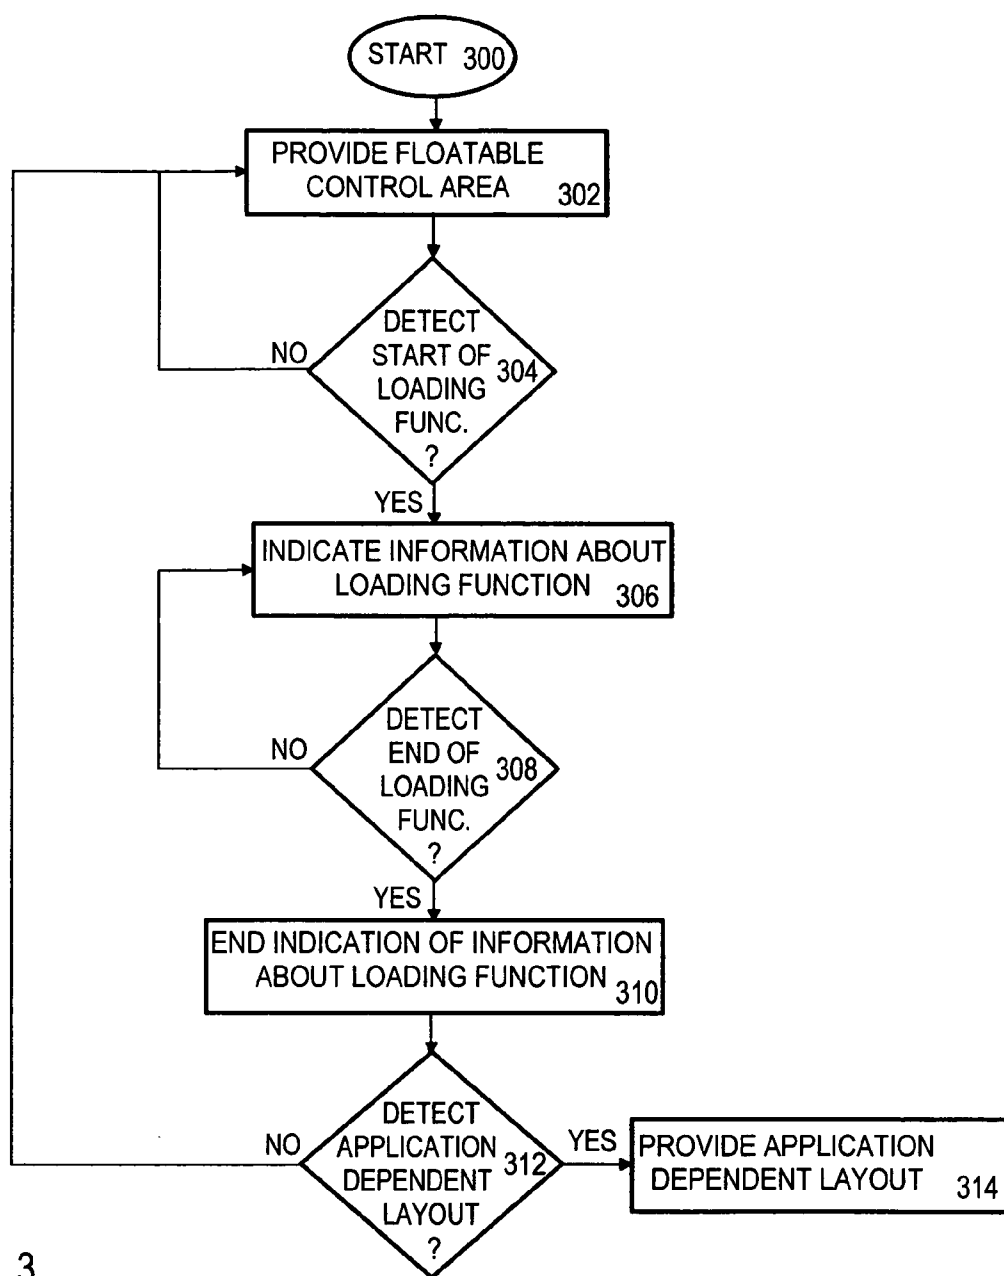 START 300
PROVIDE FLOATABLE
CONTROL AREA
302
DETECT
START OF
LOADING
FUNC.
?
304
NO
YES
INDICATE INFORMATION ABOUT
LOADING FUNCTION
306
DETECT
END OF
LOADING
FUNC.
?
308
NO
YES
END INDICATION OF INFORMATION
ABOUT LOADING FUNCTION
310
DETECT
APPLICATION
DEPENDENT
LAYOUT
?
312
NO
YES
PROVIDE APPLICATION
DEPENDENT LAYOUT
314
3